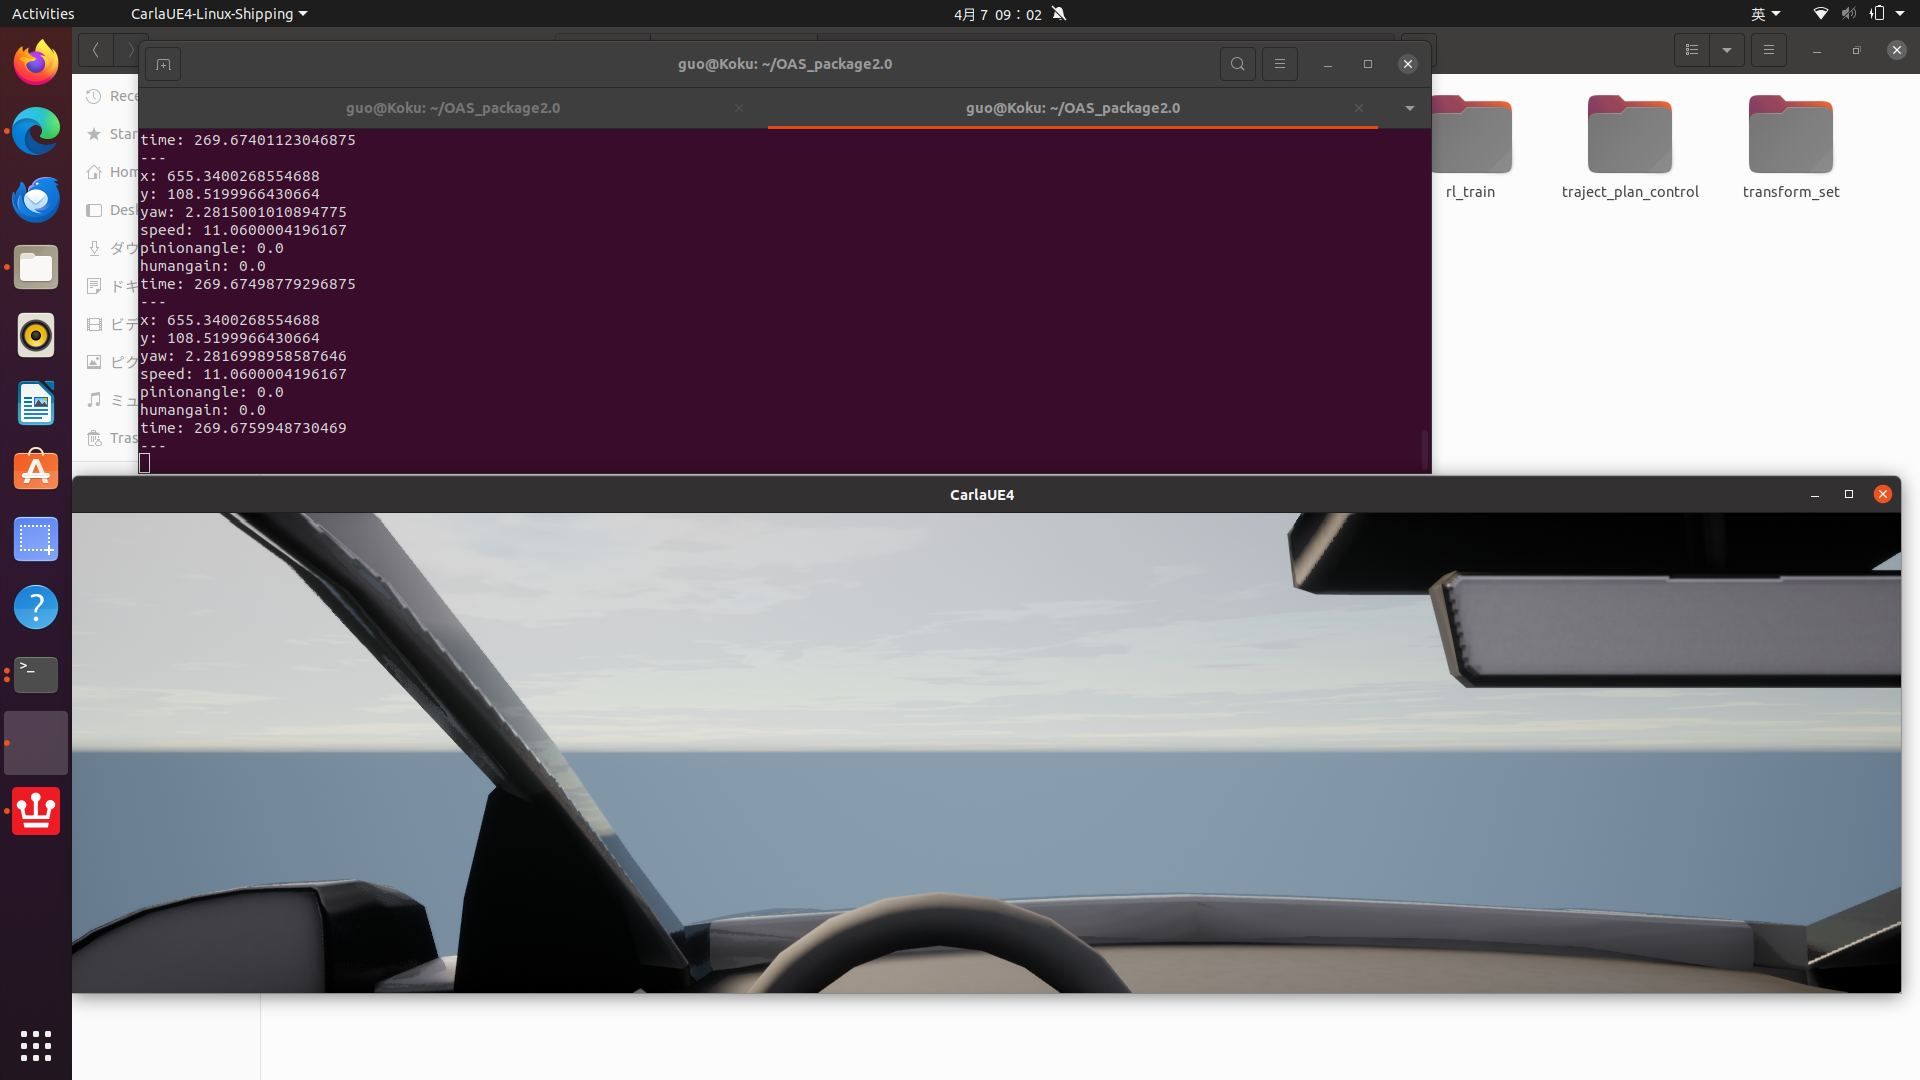 Activities
CarlaUE4-Linux-Shipping
4月 7 09：02
英
guo@Koku: ~/OAS_package2.0
guo@Koku: ~/OAS_package2.0
guo@Koku: ~/OAS_package2.0
Rece
Star
Hom
Desk
ダウ
ドキ
ビデ
ピク
ミュ
Tras
time: 269.67401123046875
---
x: 655.3400268554688
y: 108.5199966430664
yaw: 2.2815001010894775
speed: 11.0600004196167
pinionangle: 0.0
humangain: 0.0
time: 269.67498779296875
---
x: 655.3400268554688
y: 108.5199966430664
yaw: 2.2816998958587646
speed: 11.0600004196167
pinionangle: 0.0
humangain: 0.0
time: 269.6759948730469
---
rl_train
traject_plan_control
transform_set
CarlaUE4